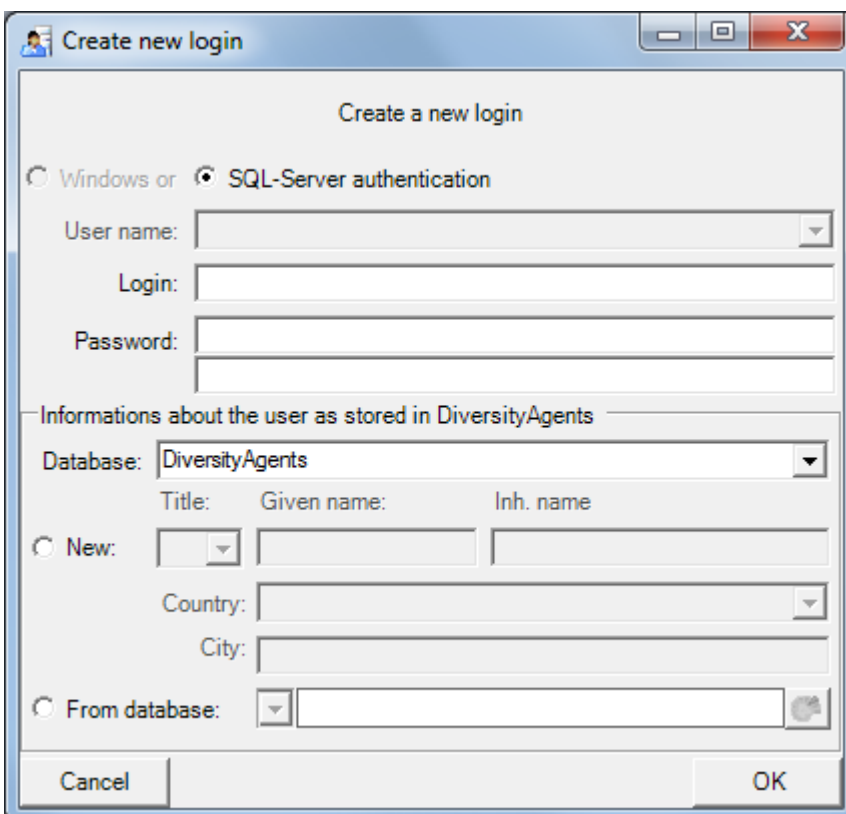 Create new login
Create a new login
Windows or SQL-Server authentication
User name:
Login:
Password:
Informations about the user as stored in DiversityAgents
Database: DiversityAgents
Title: Given name: Inh. name
New:
Country:
City:
From database:
Cancel OK